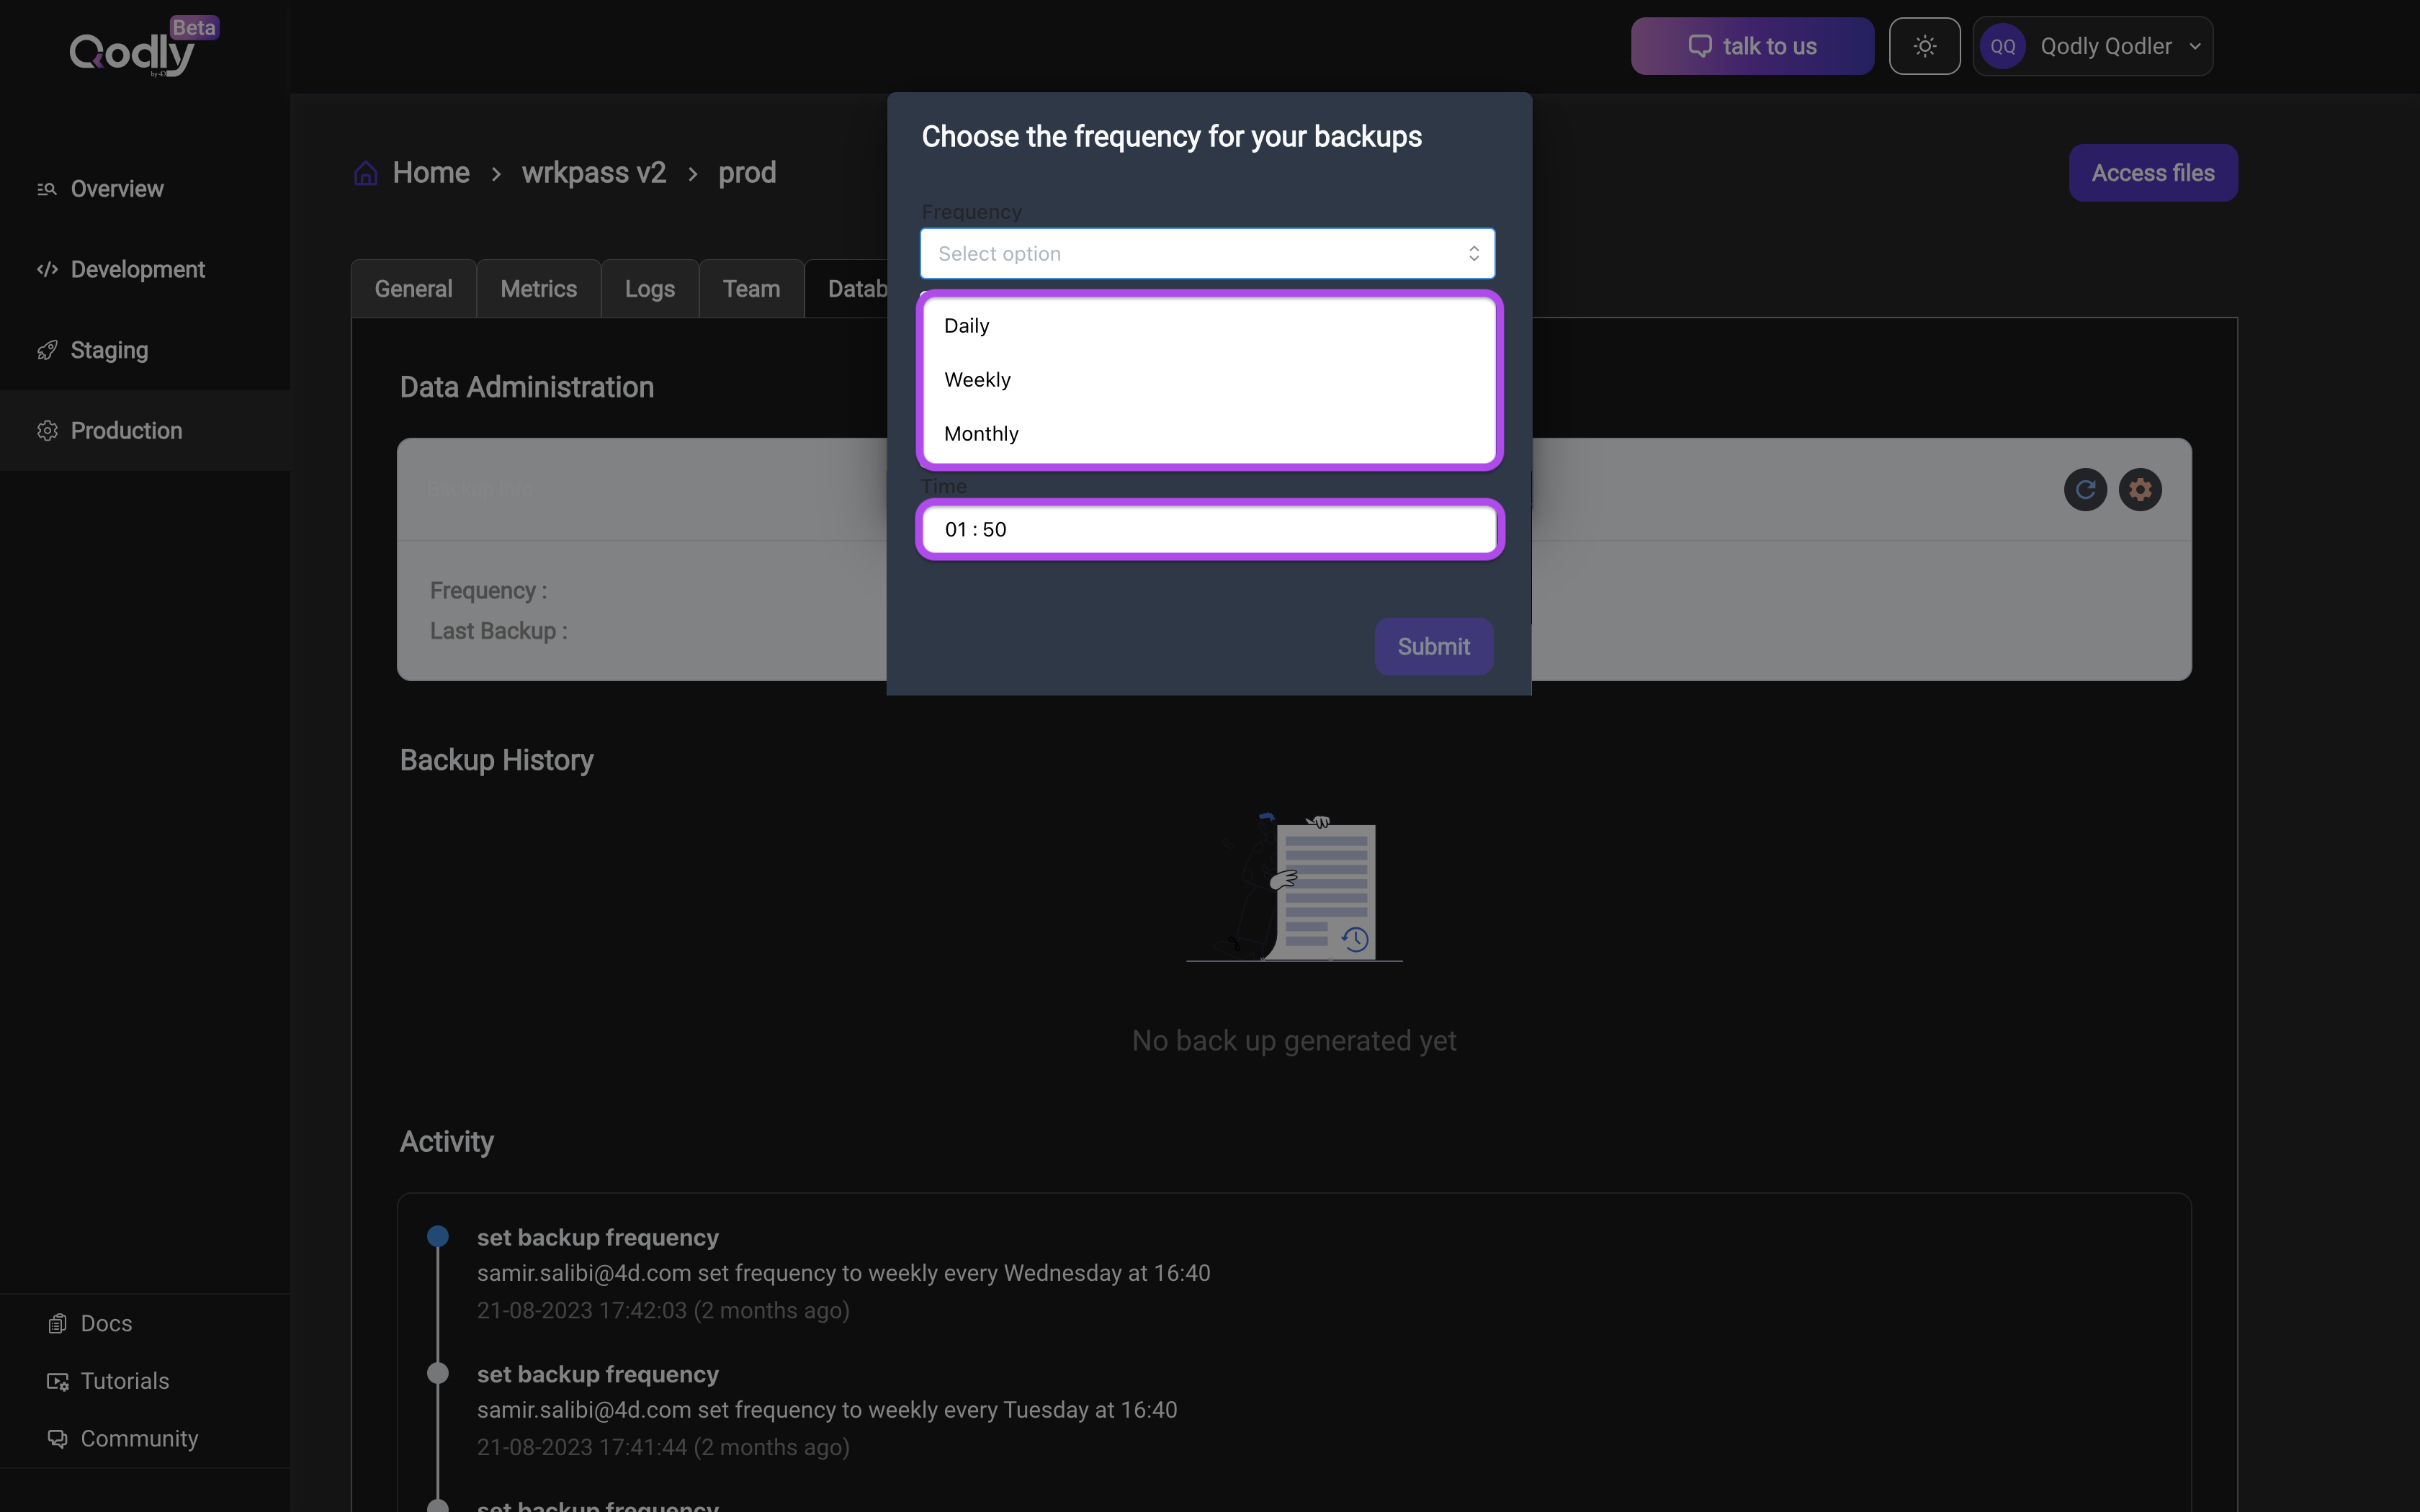 Qodly
Beta
by 4D
talk to us
QQ
Qodly Qodler
Overview
Development
Staging
Production
Docs
Tutorials
Community
Home > wrkpass v2 > prod
Access files
General
Metrics
Logs
Team
Datab
Choose the frequency for your backups
Frequency
Select option
Daily
Weekly
Monthly
Time
01 : 50
Submit
Data Administration
Backup Info
Frequency :
Last Backup :
Backup History
No back up generated yet
Activity
set backup frequency
samir.salibi@4d.com set frequency to weekly every Wednesday at 16:40
21-08-2023 17:42:03 (2 months ago)
set backup frequency
samir.salibi@4d.com set frequency to weekly every Tuesday at 16:40
21-08-2023 17:41:44 (2 months ago)
set backup frequency